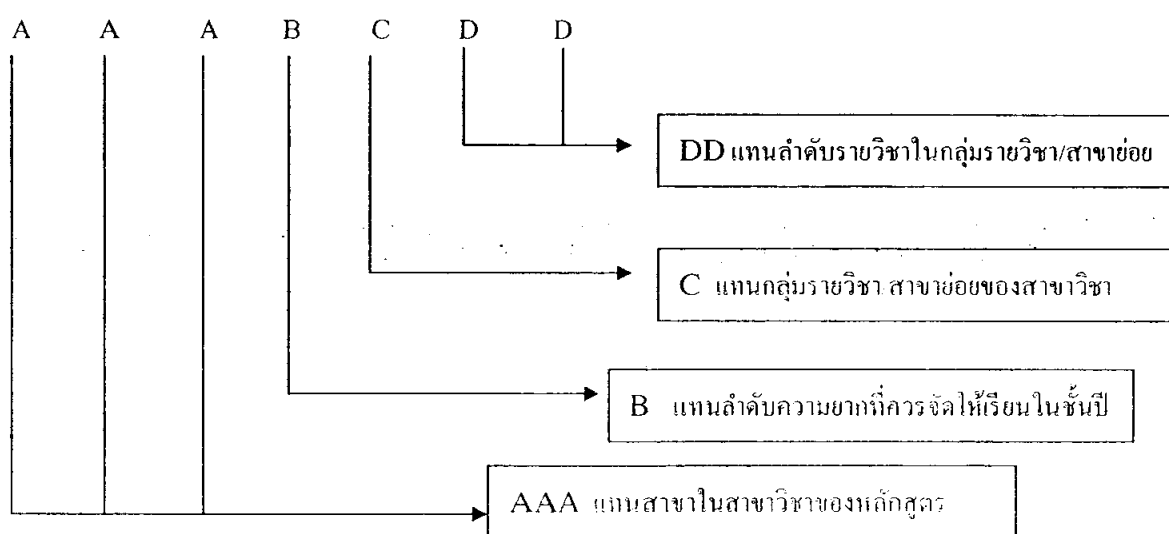 A A A B C D D
DD แทนลำดับรายวิชาในกลุ่มรายวิชา/สาขาย่อย
C แทนกลุ่มรายวิชา สาขาย่อยของสาขาวิชา
B แทนลำดับความยากที่ควรจัดให้เรียนในชั้นปี
AAA แทนสาขาในสาขาวิชาของหลักสูตร